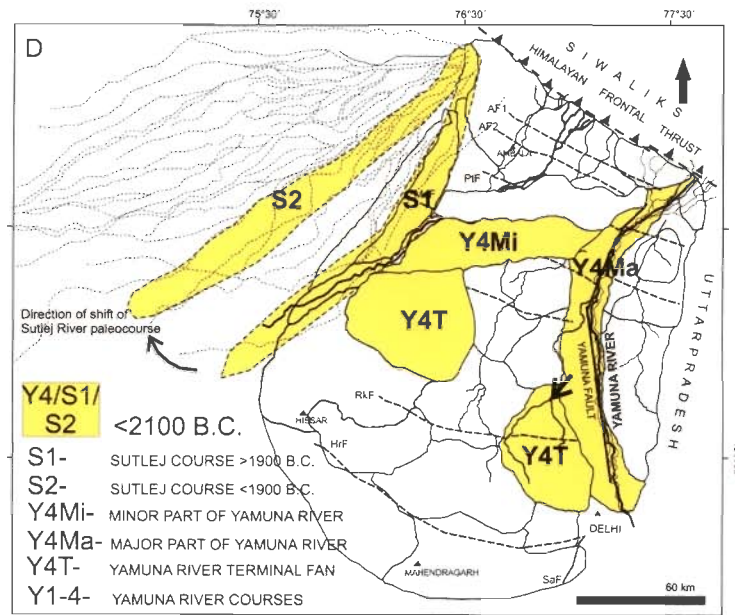 75°30'
76°30'
77°30'
D
SIWALIKS
HIMALAYAN FRONTAL THRUST
AF1
AF2
AMBALA
PtF
S2
S1
Y4Mi
Y4Ma
Y4T
UTTARPRADESH
Direction of shift of
Sutlej River paleocourse
YAMUNA FAULT
YAMUNA RIVER
Y4/S1/
S2
<2100 B.C.
RkF
HISSAR
HrF
Y4T
S1- SUTLEJ COURSE >1900 B.C.
S2- SUTLEJ COURSE <1900 B.C.
Y4Mi- MINOR PART OF YAMUNA RIVER
Y4Ma- MAJOR PART OF YAMUNA RIVER
DELHI
Y4T- YAMUNA RIVER TERMINAL FAN
MAHENDRAGARH
SaF
Y1-4- YAMUNA RIVER COURSES
60 km